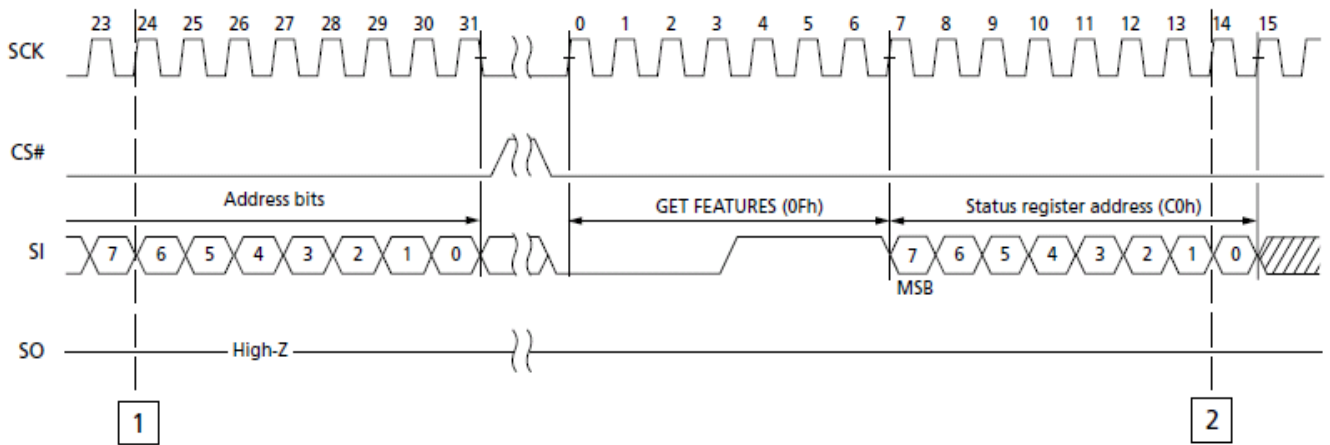 23 24 25 26 27 28 29 30 31 0 1 2 3 4 5 6 7 8 9 10 11 12 13 14 15
SCK
CS#
Address bits GET FEATURES (0Fh) Status register address (C0h)
SI 7 6 5 4 3 2 1 0 7 6 5 4 3 2 1 0
MSB
SO High-Z
1 2